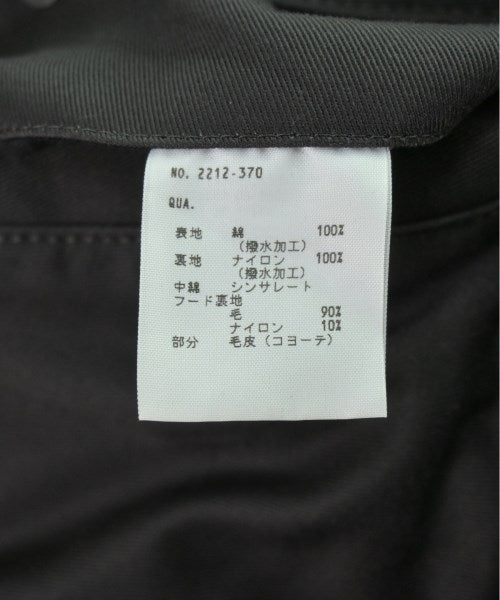 NO. 2212-370
QUA.
表地 綿 100%
（撥水加工）
裏地 ナイロン 100%
（撥水加工）
中綿 シンサレート
フード裏地
毛 90%
ナイロン 10%
部分 毛皮（コヨーテ）